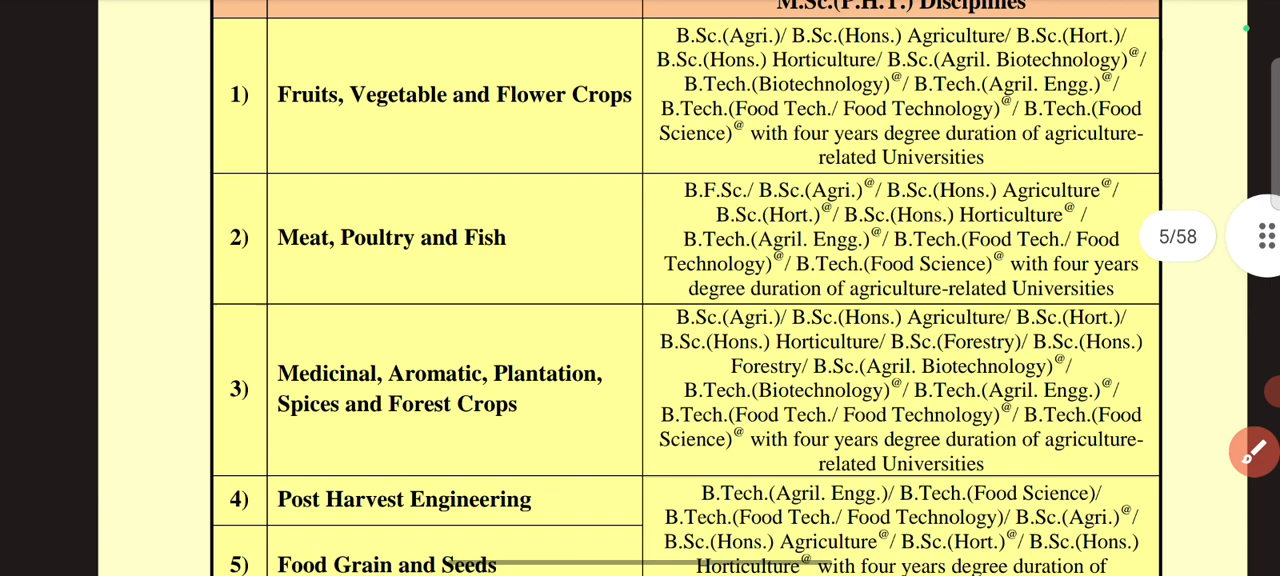 M.Sc.(P.H.T.) Disciplines
1)
Fruits, Vegetable and Flower Crops
B.Sc.(Agri.)/ B.Sc.(Hons.) Agriculture/ B.Sc.(Hort.)/
B.Sc.(Hons.) Horticulture/ B.Sc.(Agril. Biotechnology)@/
B.Tech.(Biotechnology)@/ B.Tech.(Agril. Engg.)@/
B.Tech.(Food Tech./ Food Technology)@/ B.Tech.(Food
Science)@ with four years degree duration of agriculture-
related Universities
2)
Meat, Poultry and Fish
B.F.Sc./ B.Sc.(Agri.)@/ B.Sc.(Hons.) Agriculture@/
B.Sc.(Hort.)@/ B.Sc.(Hons.) Horticulture@ /
B.Tech.(Agril. Engg.)@/ B.Tech.(Food Tech./ Food
Technology)@/ B.Tech.(Food Science)@ with four years
degree duration of agriculture-related Universities
5/58
3)
Medicinal, Aromatic, Plantation,
Spices and Forest Crops
B.Sc.(Agri.)/ B.Sc.(Hons.) Agriculture/ B.Sc.(Hort.)/
B.Sc.(Hons.) Horticulture/ B.Sc.(Forestry)/ B.Sc.(Hons.)
Forestry/ B.Sc.(Agril. Biotechnology)@/
B.Tech.(Biotechnology)@/ B.Tech.(Agril. Engg.)@/
B.Tech.(Food Tech./ Food Technology)@/ B.Tech.(Food
Science)@ with four years degree duration of agriculture-
related Universities
4)
Post Harvest Engineering
5)
Food Grain and Seeds
B.Tech.(Agril. Engg.)/ B.Tech.(Food Science)/
B.Tech.(Food Tech./ Food Technology)/ B.Sc.(Agri.)@/
B.Sc.(Hons.) Agriculture@/ B.Sc.(Hort.)@/ B.Sc.(Hons.)
Horticulture@ with four years degree duration of